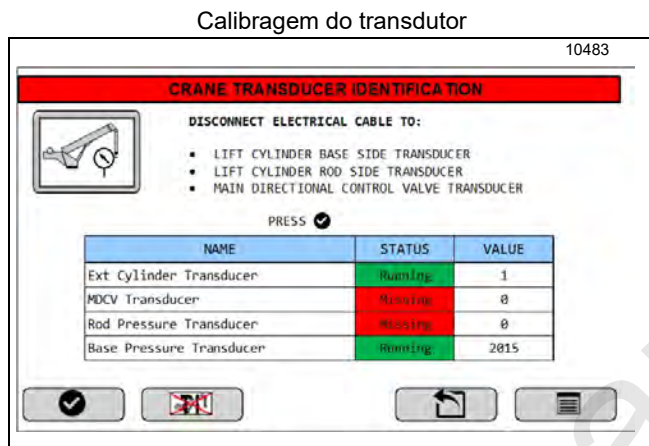 Calibragem do transdutor
10483
CRANE TRANSDUCER IDENTIFICATION
DISCONNECT ELECTRICAL CABLE TO:
• LIFT CYLINDER BASE SIDE TRANSDUCER
• LIFT CYLINDER ROD SIDE TRANSDUCER
• MAIN DIRECTIONAL CONTROL VALVE TRANSDUCER
PRESS
NAME STATUS VALUE
Ext Cylinder Transducer Running 1
MDCV Transducer Missing 0
Rod Pressure Transducer Missing 0
Base Pressure Transducer Running 2015